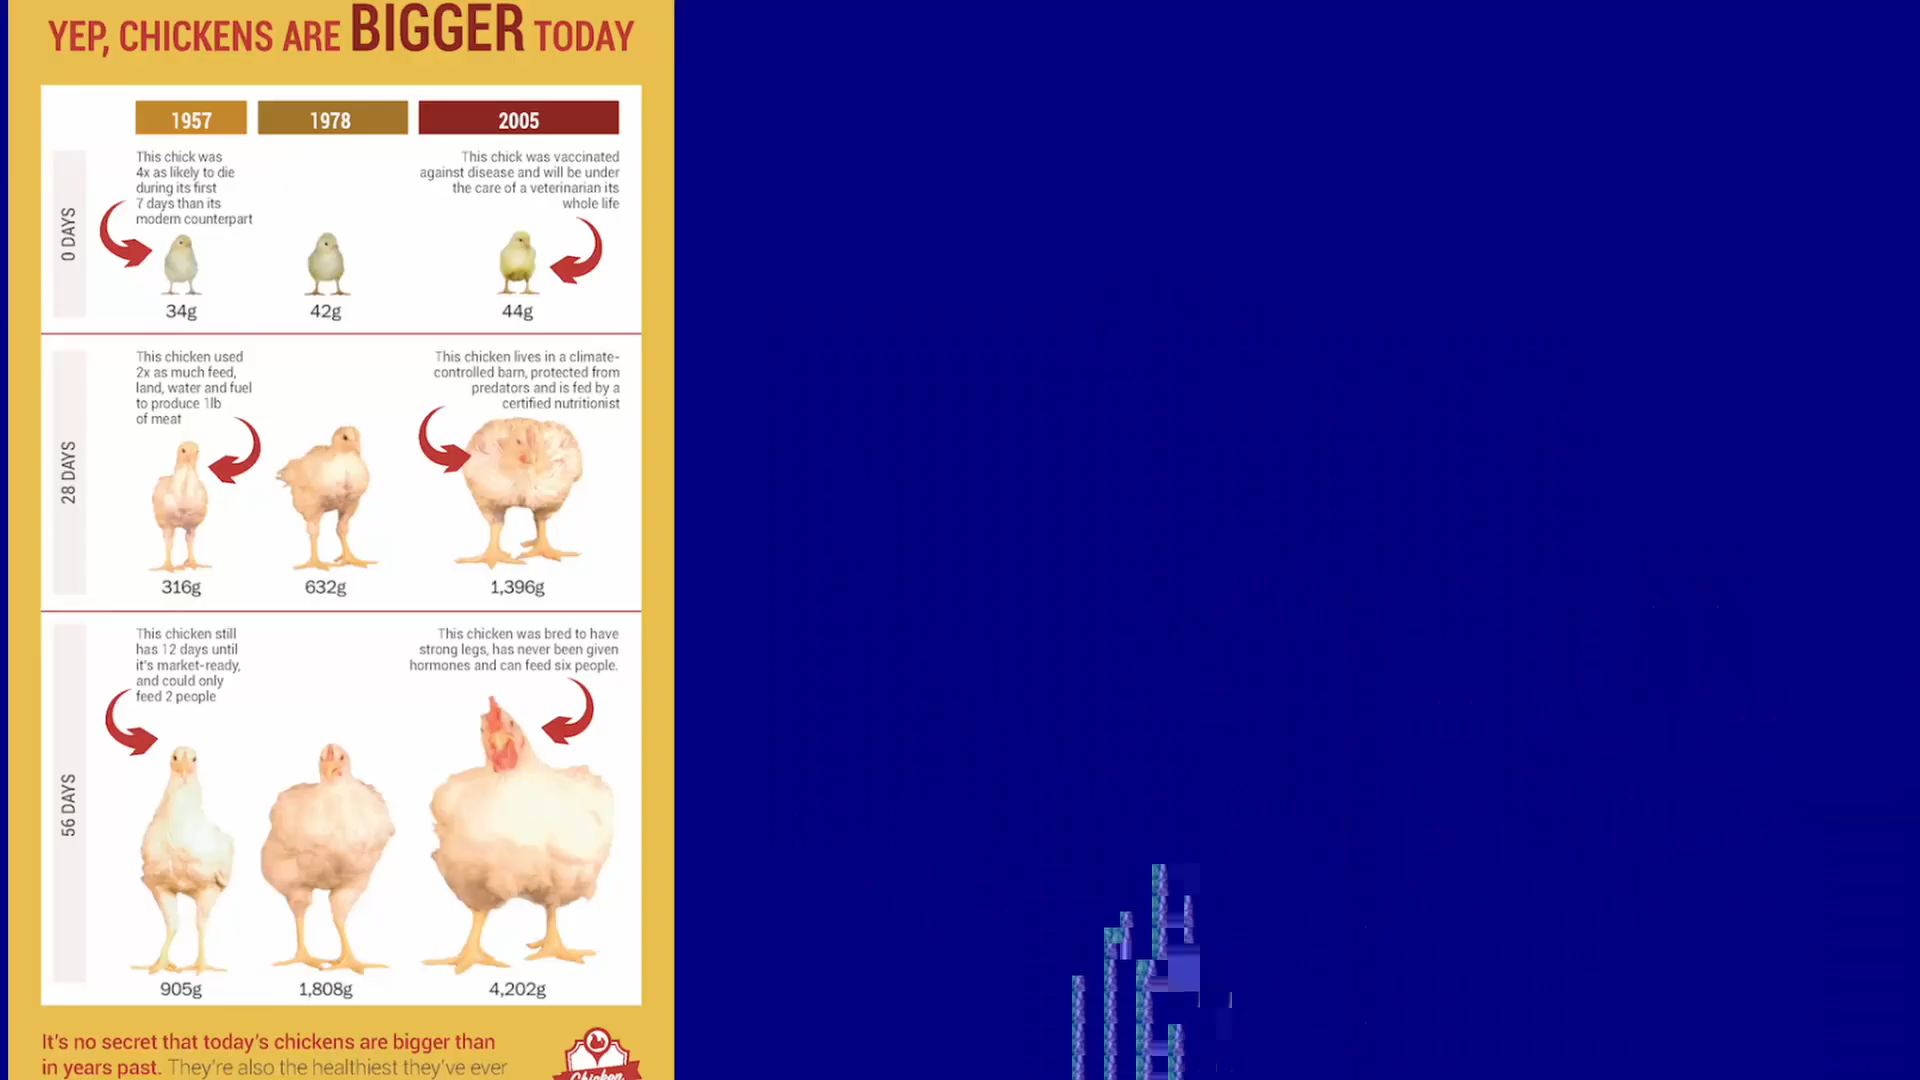 YEP, CHICKENS ARE BIGGER TODAY
1957
1978
2005
This chick was
4x as likely to die
during its first
7 days than its
modern counterpart
This chick was vaccinated
against disease and will be under
the care of a veterinarian its
whole life
0 DAYS
34g
42g
44g
This chicken used
2x as much feed,
land, water and fuel
to produce 1lb
of meat
This chicken lives in a climate-
controlled barn, protected from
predators and is fed by a
certified nutritionist
28 DAYS
316g
632g
1,396g
This chicken still
has 12 days until
it's market-ready,
and could only
feed 2 people
This chicken was bred to have
strong legs, has never been given
hormones and can feed six people.
56 DAYS
905g
1,808g
4,202g
It's no secret that today's chickens are bigger than
in years past. They're also the healthiest they've ever
Chicken